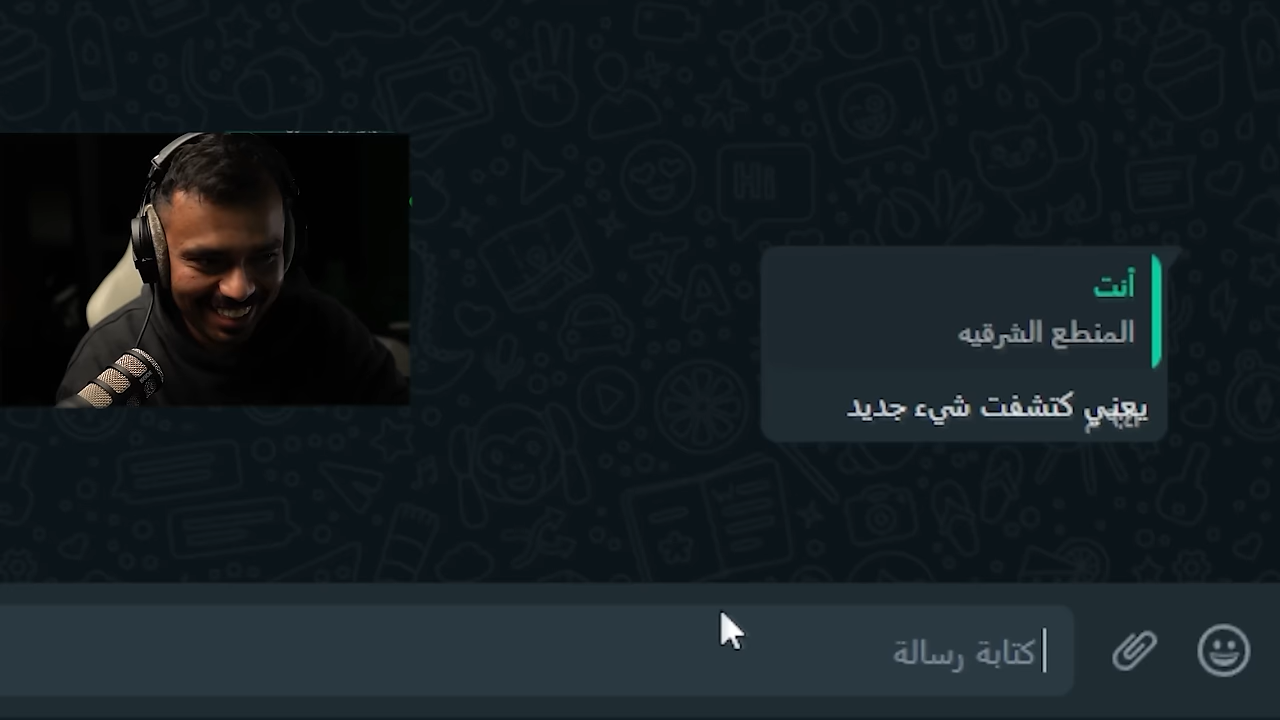 أنت
المنطع الشرقيه
يعني كتشفت شيء جديد
كتابة رسالة